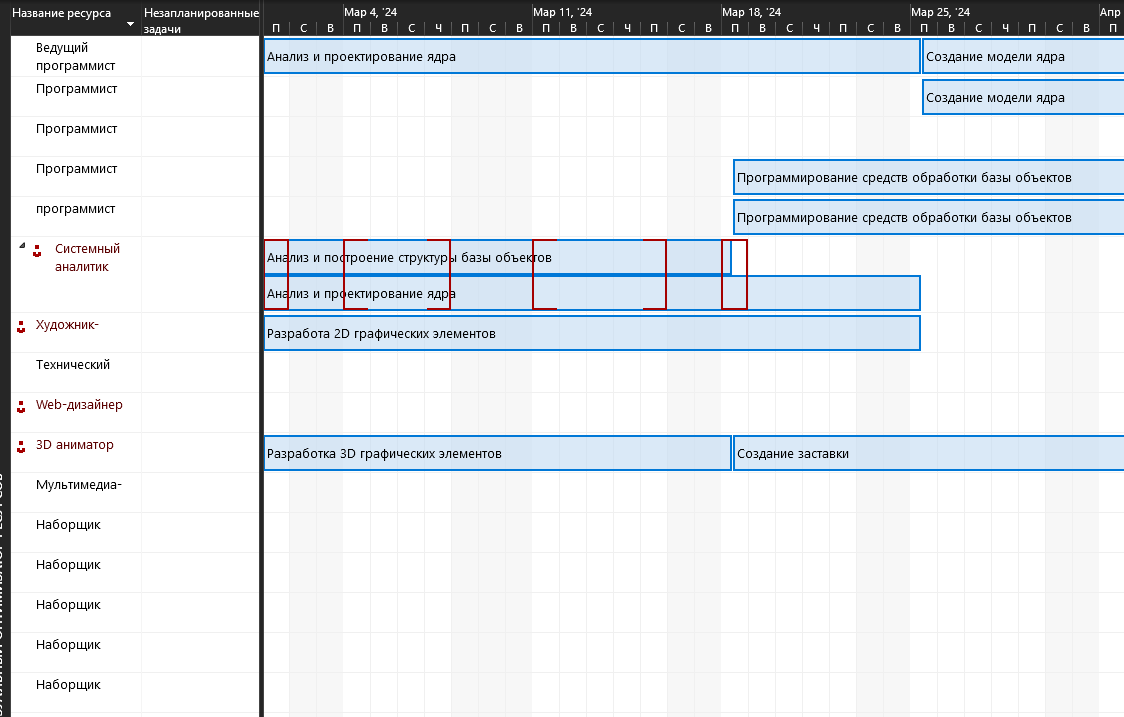 Название ресурса
Незапланированные
задачи
Мар 4, '24
Мар 11, '24
Мар 18, '24
Мар 25, '24
Апр
П С В П В С Ч П С В П В С Ч П С В П В С Ч П С В П В С Ч П С В П
Ведущий
программист
Анализ и проектирование ядра
Создание модели ядра
Программист
Создание модели ядра
Программист
Программист
Программирование средств обработки базы объектов
программист
Программирование средств обработки базы объектов
Системный
аналитик
Анализ и построение структуры базы объектов
Анализ и проектирование ядра
Художник-
Разработа 2D графических элементов
Технический
Web-дизайнер
3D аниматор
Разработка 3D графических элементов
Создание заставки
Мультимедиа-
Наборщик
Наборщик
Наборщик
Наборщик
Наборщик